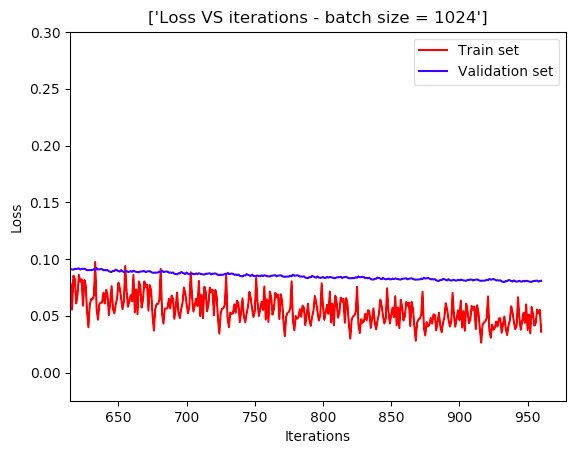 ['Loss VS iterations - batch size = 1024']
Train set
Validation set
0.30
0.25
0.20
0.15
0.10
0.05
0.00
Loss
650
700
750
800
850
900
950
Iterations